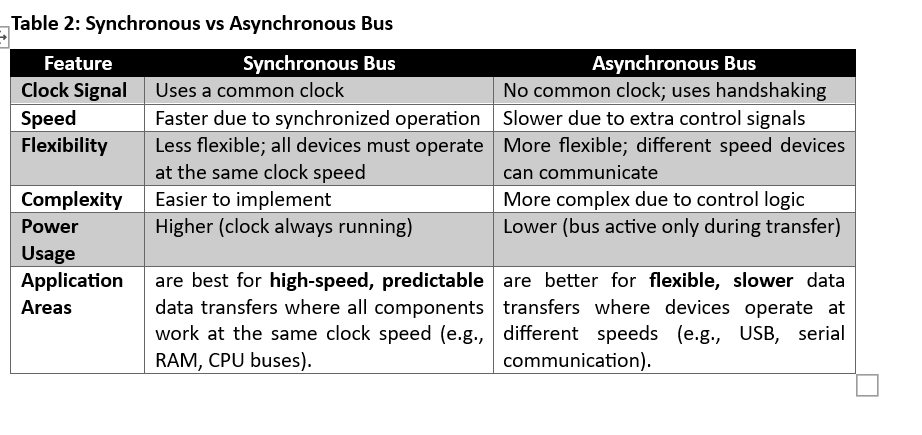 Table 2: Synchronous vs Asynchronous Bus
Feature Synchronous Bus Asynchronous Bus
Clock Signal Uses a common clock No common clock; uses handshaking
Speed Faster due to synchronized operation Slower due to extra control signals
Flexibility Less flexible; all devices must operate More flexible; different speed devices
at the same clock speed can communicate
Complexity Easier to implement More complex due to control logic
Power Higher (clock always running) Lower (bus active only during transfer)
Usage
Application are best for high-speed, predictable are better for flexible, slower data
Areas data transfers where all components transfers where devices operate at
work at the same clock speed (e.g., different speeds (e.g., USB, serial
RAM, CPU buses). communication).